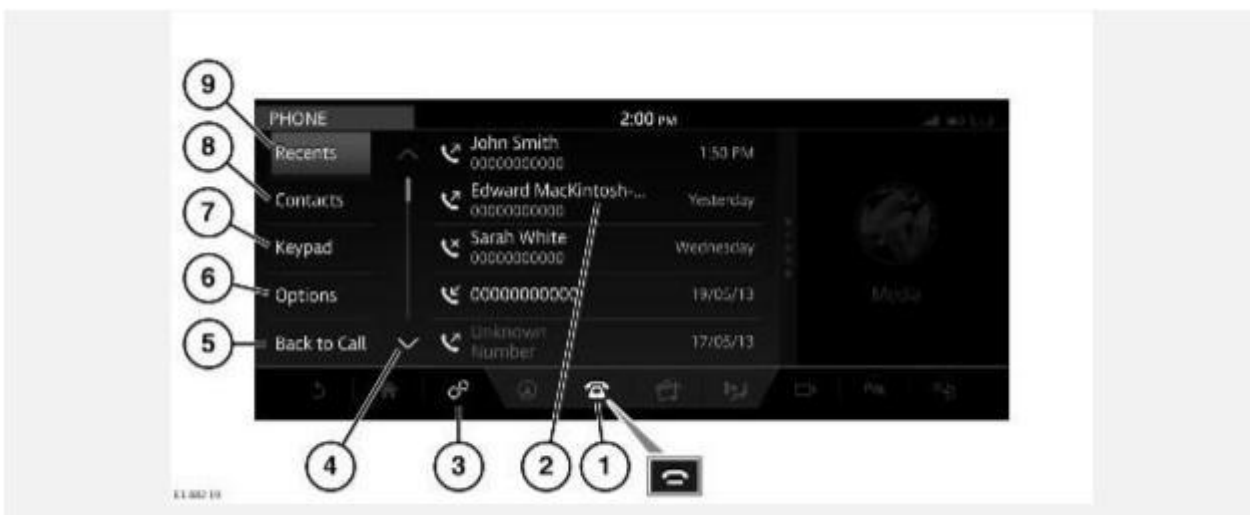 9
PHONE
2:00 PM
8
Recents
John Smith
00000000000
1:50 PM
7
Contacts
Edward MacKintosh-...
00000000000
Yesterday
Keypad
Sarah White
00000000000
Wednesday
6
Options
00000000000
19/05/13
Media
5
Back to Call
Unknown
Number
17/05/13
4
3
2
1